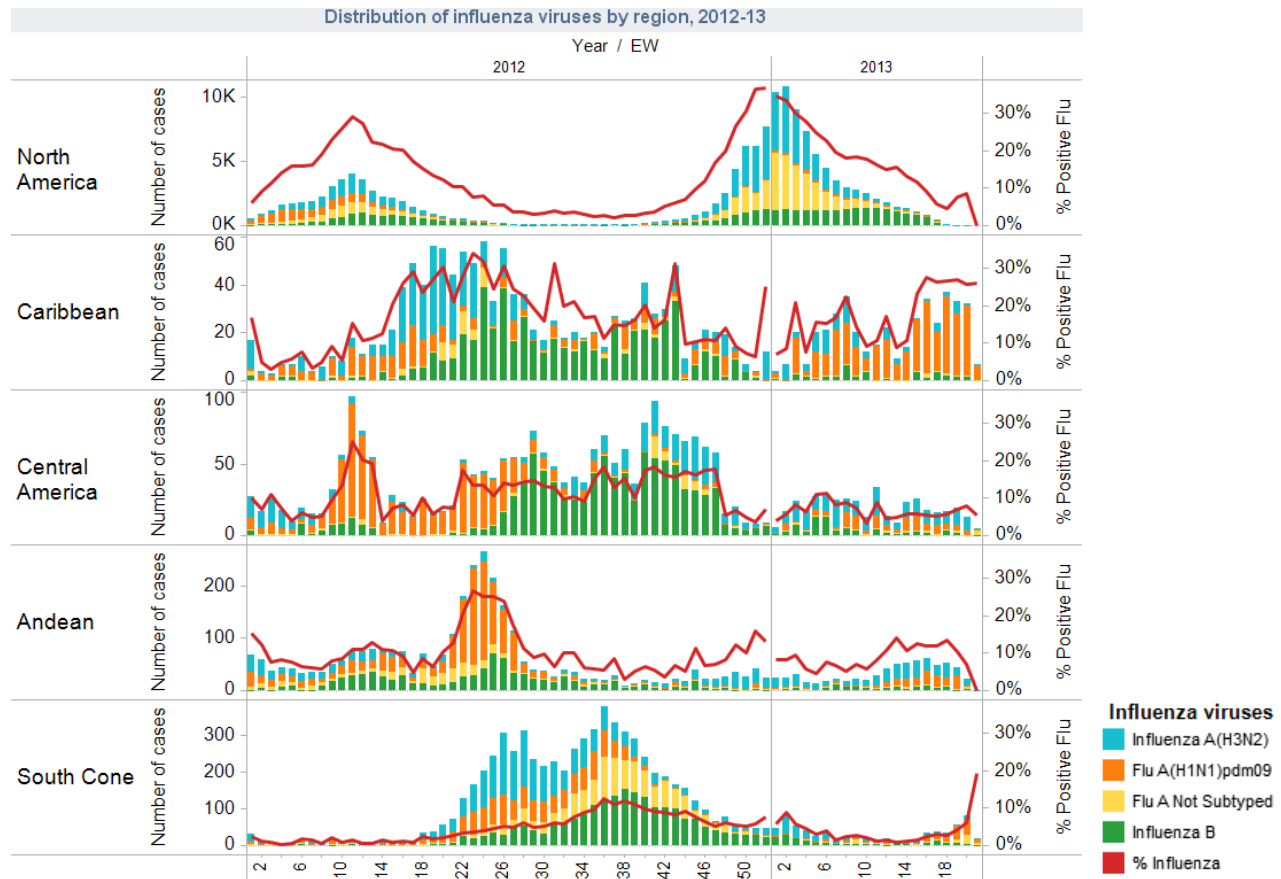 Distribution of influenza viruses by region, 2012-13
Year / EW
2012
2013
North America
Number of cases
10K
5K
0K
30%
20%
10%
0%
% Positive Flu
Caribbean
Number of cases
60
40
20
0
30%
20%
10%
0%
% Positive Flu
Central America
Number of cases
100
50
0
30%
20%
10%
0%
% Positive Flu
Andean
Number of cases
200
100
0
30%
20%
10%
0%
% Positive Flu
South Cone
Number of cases
300
200
100
0
30%
20%
10%
0%
% Positive Flu
2 6 10 14 18 22 26 30 34 38 42 46 50 2 6 10 14 18
Influenza viruses
Influenza A(H3N2)
Flu A(H1N1)pdm09
Flu A Not Subtyped
Influenza B
% Influenza